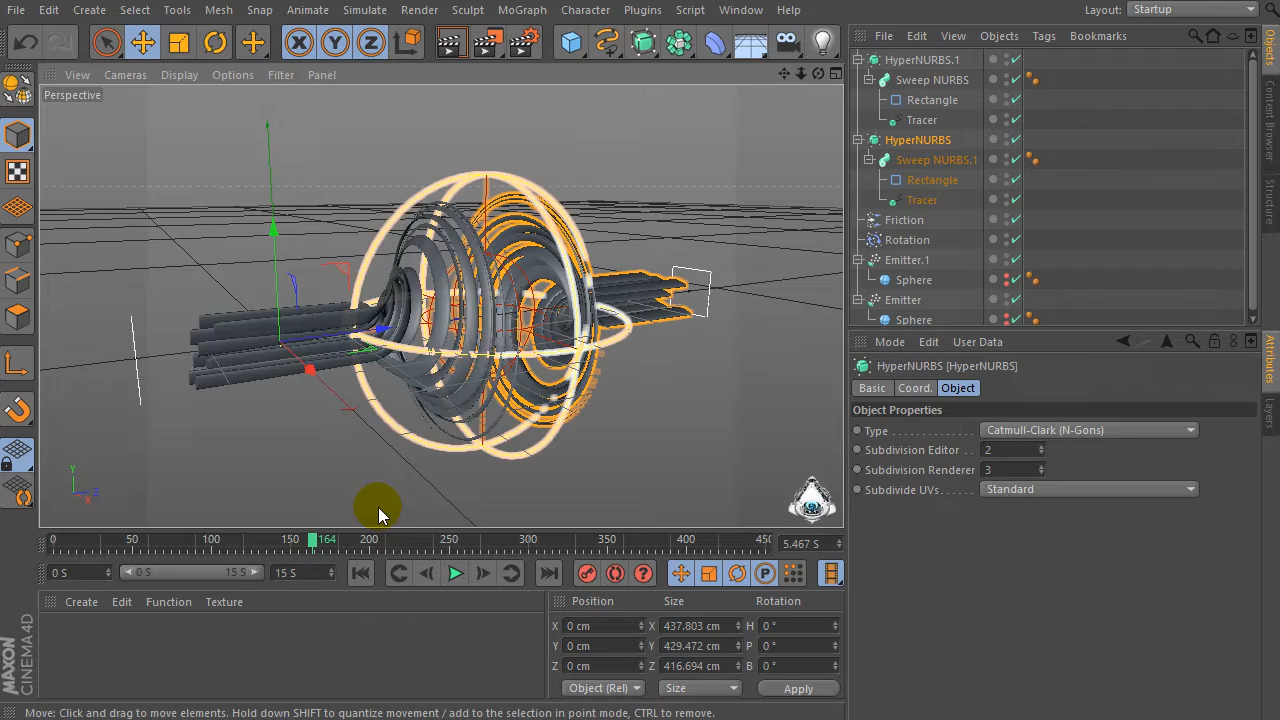 File Edit Create Select Tools Mesh Snap Animate Simulate Render Sculpt MoGraph Character Plugins Script Window Help Layout: Startup
X Y Z
File Edit View Objects Tags Bookmarks
View Cameras Display Options Filter Panel
Perspective
HyperNURBS.1
Sweep NURBS
Rectangle
Tracer
HyperNURBS
Sweep NURBS.1
Rectangle
Tracer
Friction
Rotation
Emitter.1
Sphere
Emitter
Sphere
Objects
Content Browser
Structure
Mode Edit User Data
HyperNURBS [HyperNURBS]
Basic Coord. Object
Object Properties
Type Catmull-Clark (N-Gons)
Subdivision Editor 2
Subdivision Renderer 3
Subdivide UVs Standard
Attributes
Layers
Y
X Z
0 50 100 150 164 200 250 300 350 400 450 5.467 S
0 S 0 S 15 S 15 S
P
Create Edit Function Texture
Position Size Rotation
X 0 cm X 437.803 cm H 0 °
Y 0 cm Y 429.472 cm P 0 °
Z 0 cm Z 416.694 cm B 0 °
Object (Rel) Size Apply
MAXON
CINEMA 4D
Move: Click and drag to move elements. Hold down SHIFT to quantize movement / add to the selection in point mode, CTRL to remove.